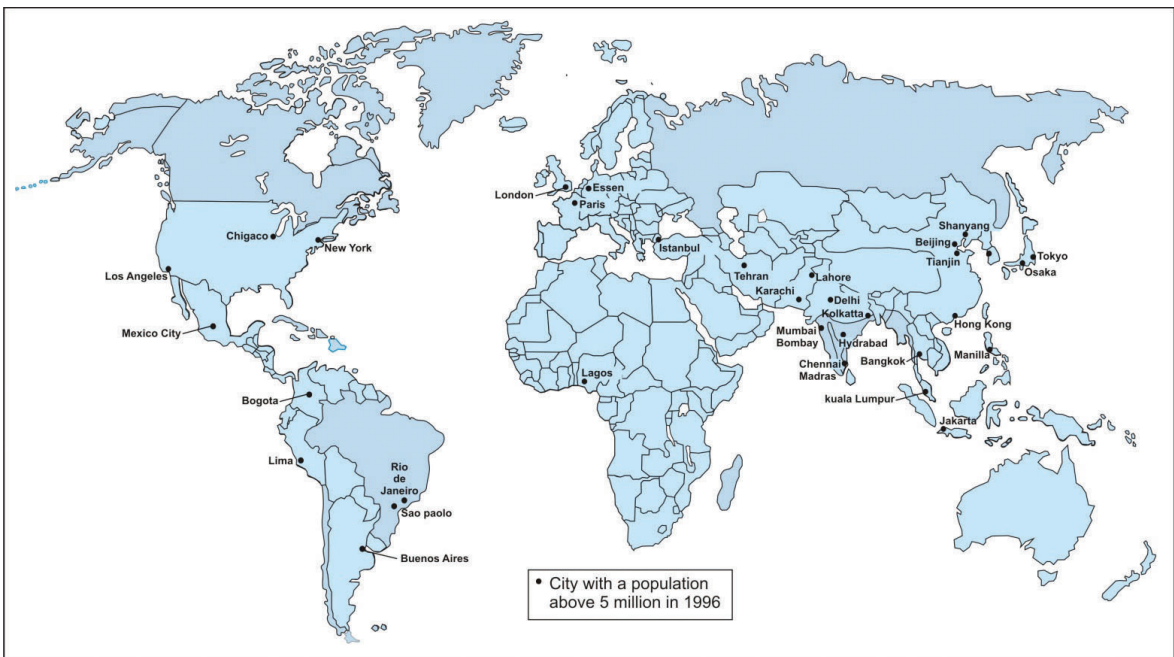 London
Essen
Paris
Istanbul
Chigaco
New York
Los Angeles
Mexico City
Bogota
Lima
Rio
de
Janeiro
Sao paolo
Buenos Aires
Lagos
Tehran
Lahore
Karachi
Delhi
Kolkatta
Mumbai
Bombay
Hydrabad
Chennai
Madras
Bangkok
kuala Lumpur
Jakarta
Manilla
Hong Kong
Shanyang
Beijing
Tianjin
Tokyo
Osaka
City with a population
above 5 million in 1996